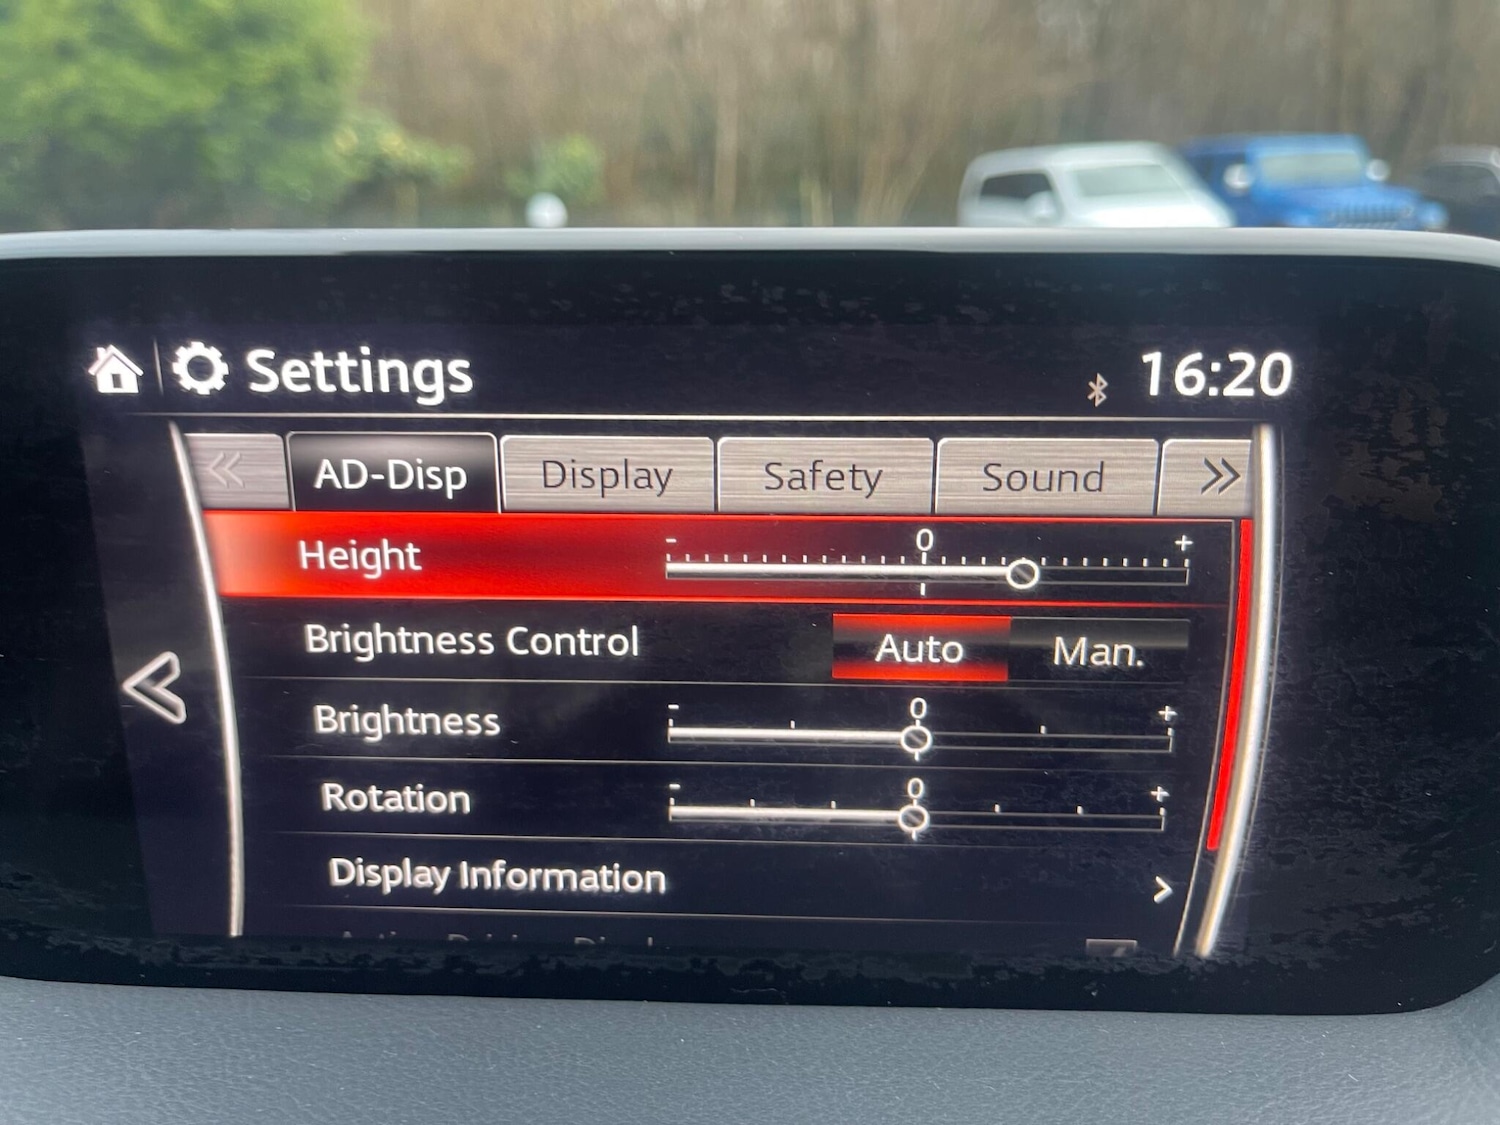 Settings 16:20
« AD-Disp Display Safety Sound »
Height - 0 +
Brightness Control Auto Man.
Brightness - 0 +
Rotation - 0 +
Display Information >